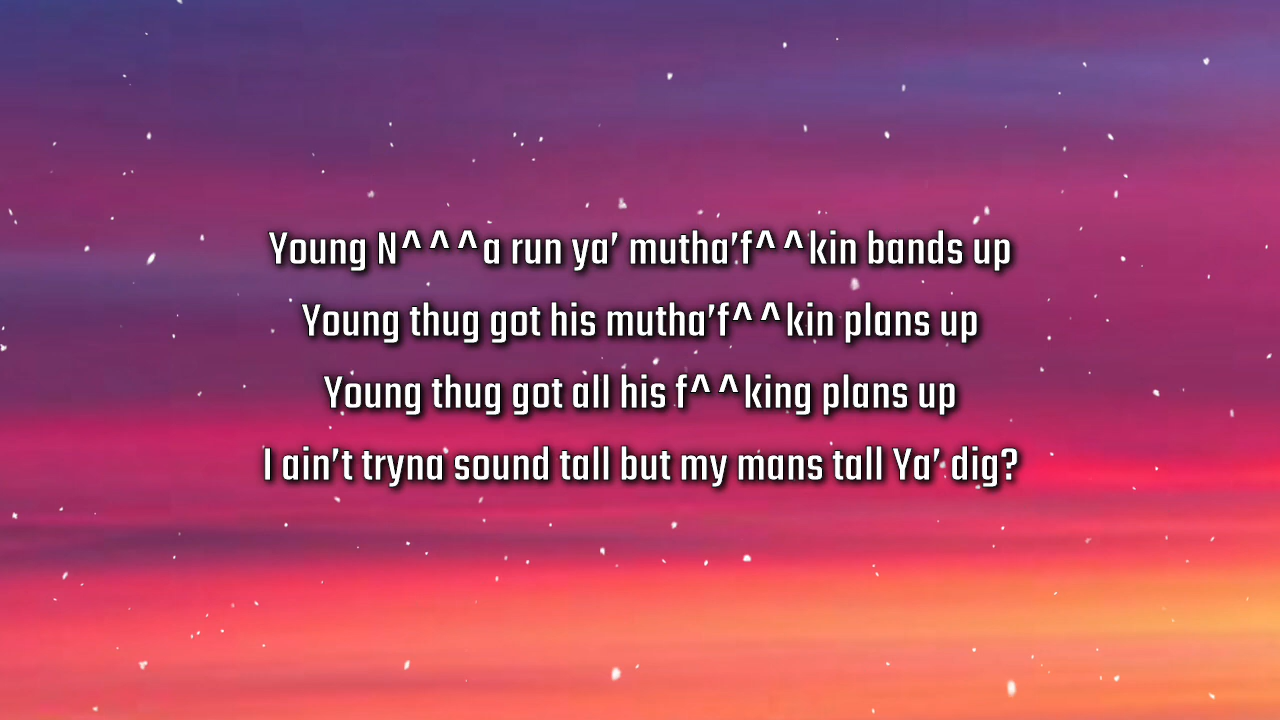 Young N^^^a run ya’ mutha’f^^kin bands up
Young thug got his mutha’f^^kin plans up
Young thug got all his f^^king plans up
I ain’t tryna sound tall but my mans tall Ya’ dig?